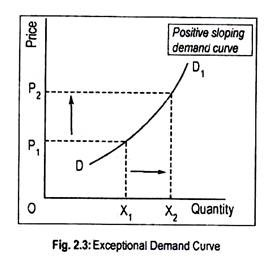 Price
Positive sloping
demand curve
D₁
P₂
P₁
D
O
X₁
X₂
Quantity
Fig. 2.3: Exceptional Demand Curve